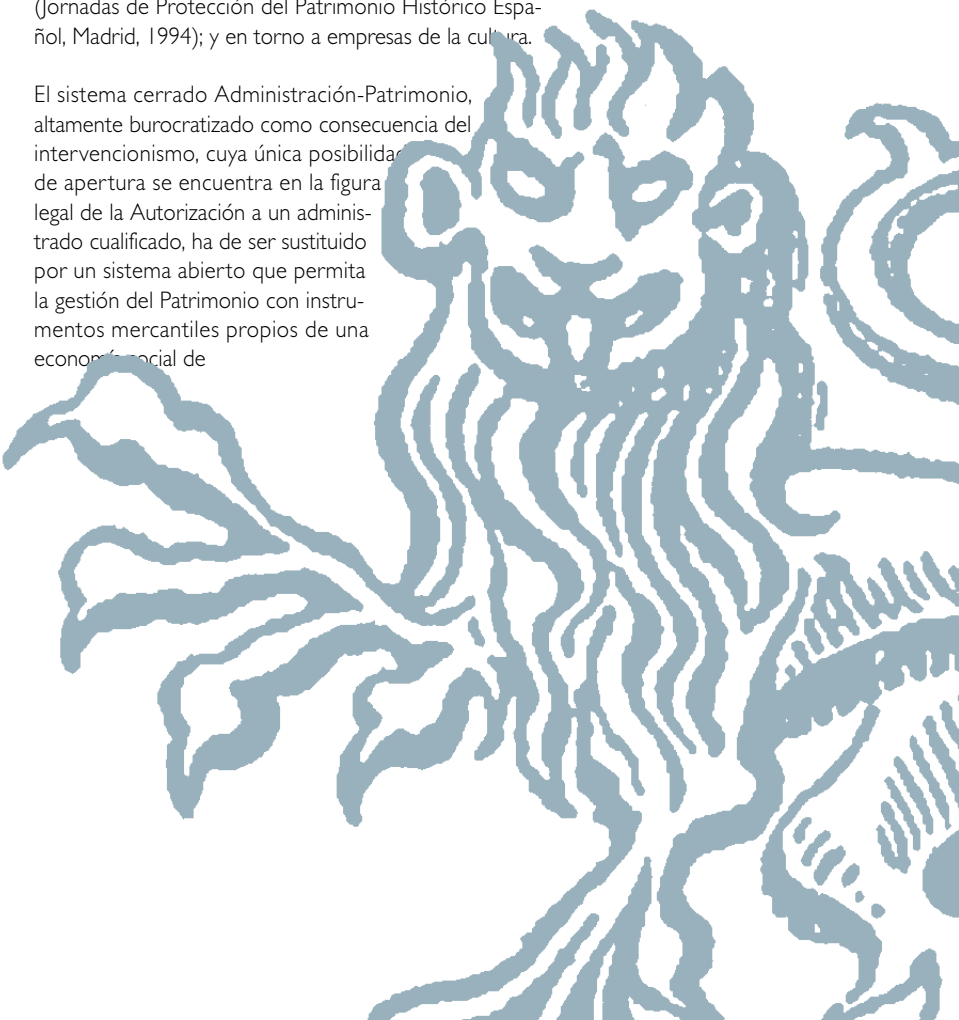 (Jornadas de Protección del Patrimonio Histórico Espa-
ñol, Madrid, 1994); y en torno a empresas de la cultura.
El sistema cerrado Administración-Patrimonio,
altamente burocratizado como consecuencia del
intervencionismo, cuya única posibilidad
de apertura se encuentra en la figura
legal de la Autorización a un adminis-
trado cualificado, ha de ser sustituido
por un sistema abierto que permita
la gestión del Patrimonio con instru-
mentos mercantiles propios de una
economía social de